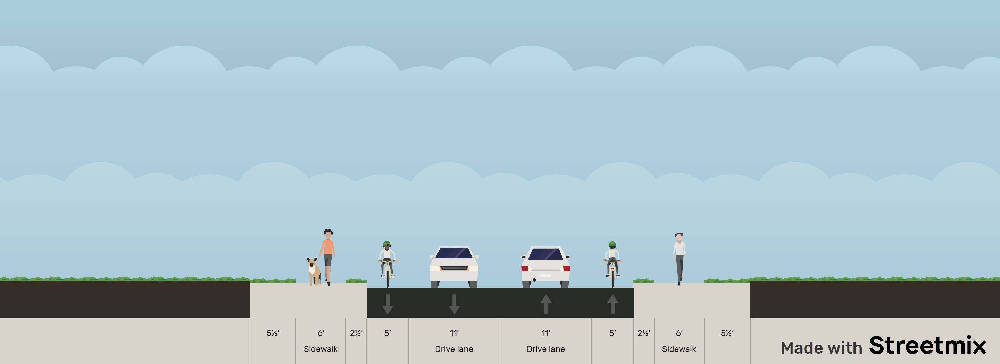 5½′ 6′ 2½′ 5′ 11′ 11′ 5′ 2½′ 6′ 5½′
Sidewalk Drive lane Drive lane Sidewalk
Made with Streetmix